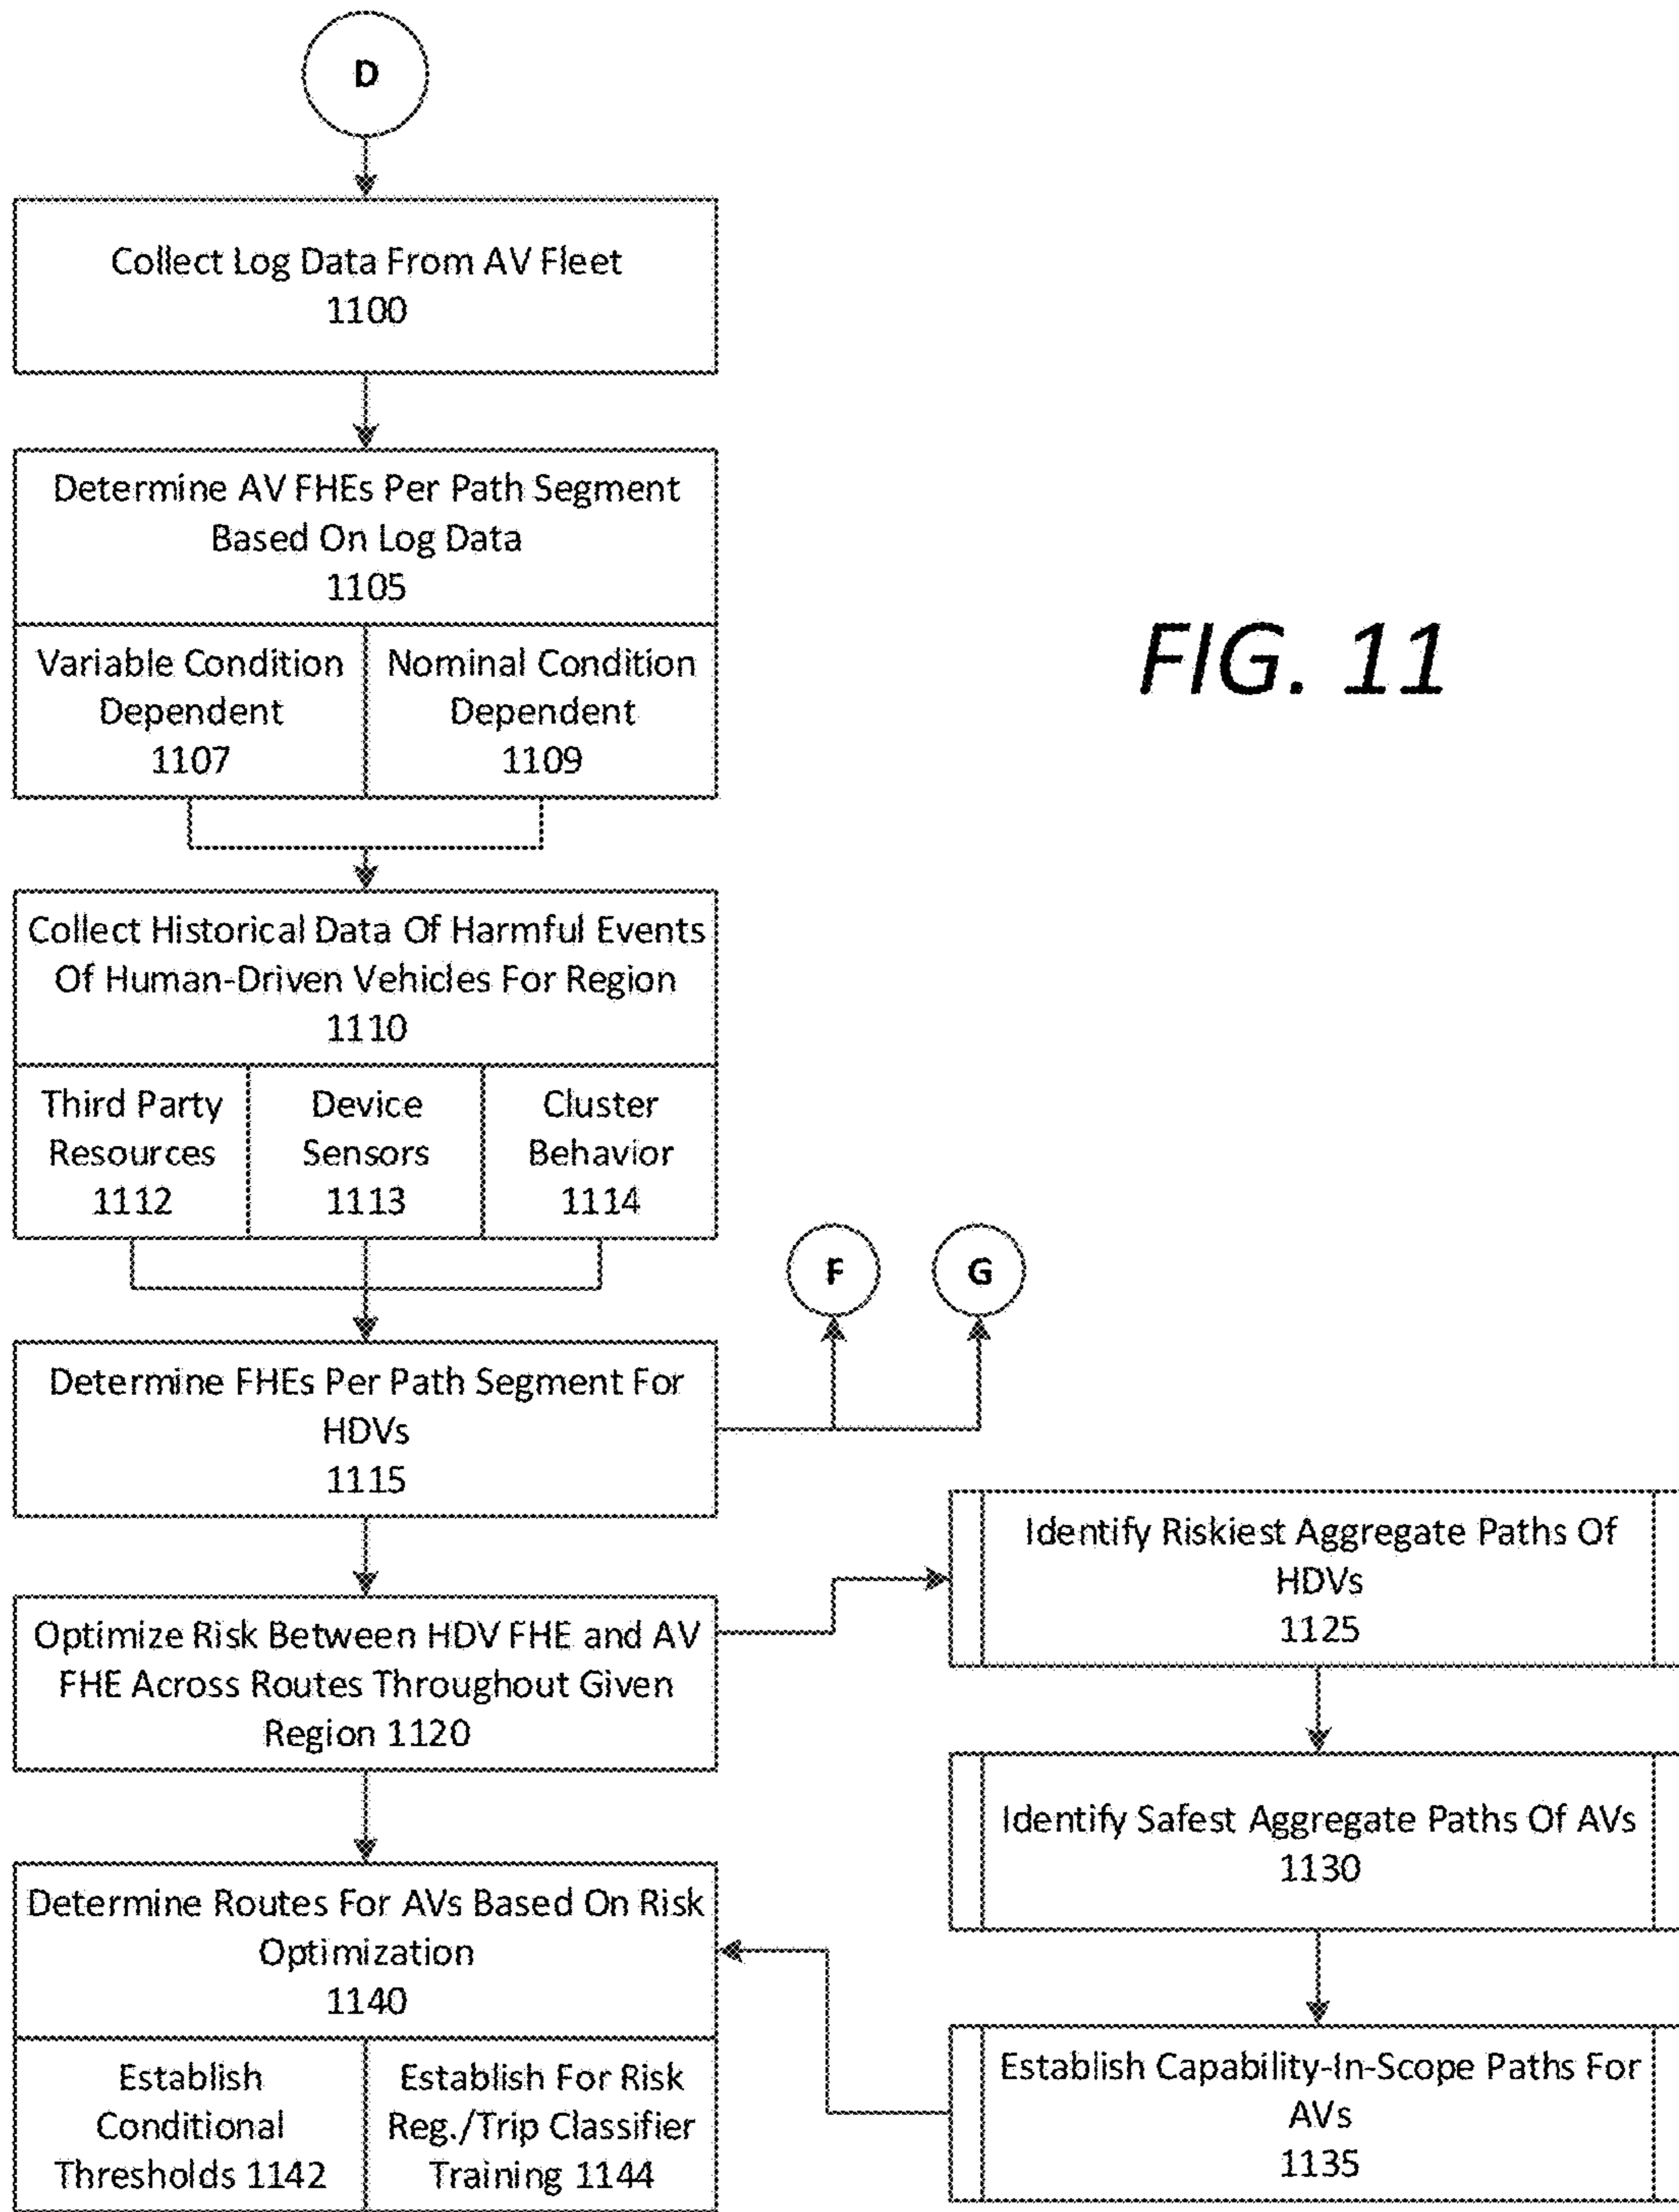 D
Collect Log Data From AV Fleet
1100
Determine AV FHEs Per Path Segment
Based On Log Data
1105
Variable Condition
Dependent
1107
Nominal Condition
Dependent
1109
FIG. 11
Collect Historical Data Of Harmful Events
Of Human-Driven Vehicles For Region
1110
Third Party
Resources
1112
Device
Sensors
1113
Cluster
Behavior
1114
F
G
Determine FHEs Per Path Segment For
HDVs
1115
Optimize Risk Between HDV FHE and AV
FHE Across Routes Throughout Given
Region 1120
Identify Riskiest Aggregate Paths Of
HDVs
1125
Identify Safest Aggregate Paths Of AVs
1130
Establish Capability-In-Scope Paths For
AVs
1135
Determine Routes For AVs Based On Risk
Optimization
1140
Establish
Conditional
Thresholds 1142
Establish For Risk
Reg./Trip Classifier
Training 1144